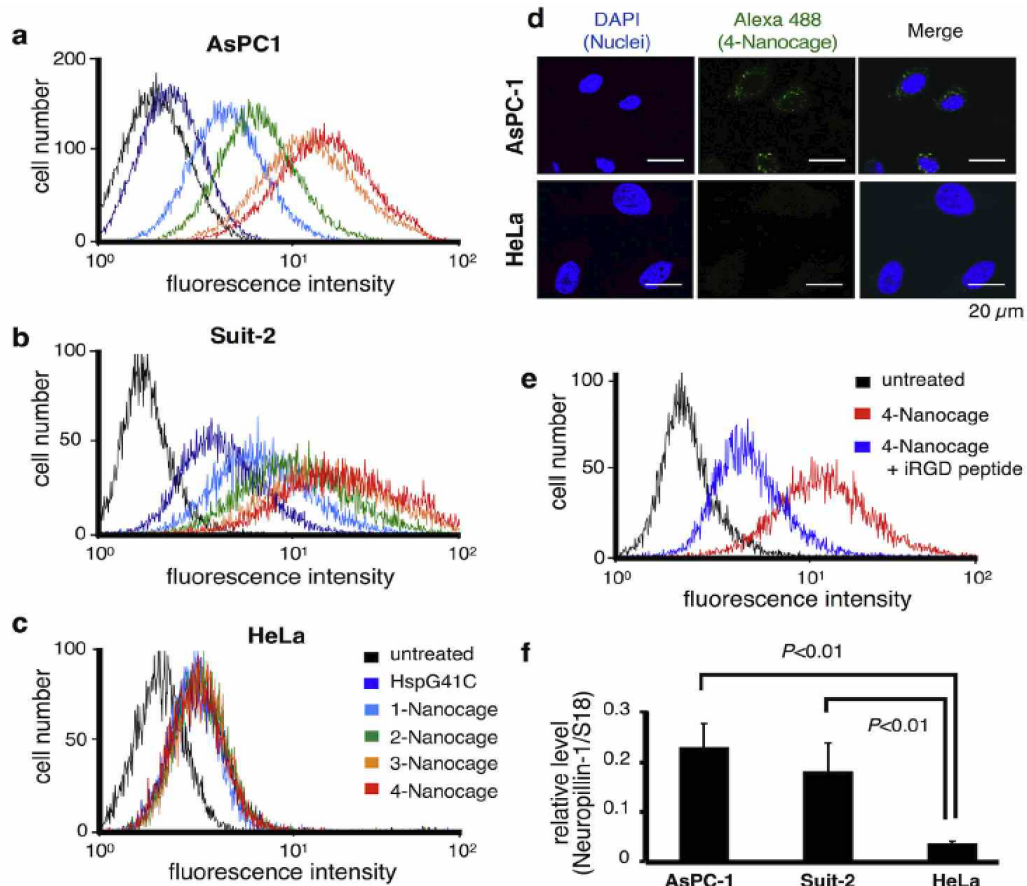 a
AsPC1
cell number
200
100
0
10⁰
10¹
10²
fluorescence intensity
b
Suit-2
cell number
100
50
0
10⁰
10¹
10²
fluorescence intensity
c
HeLa
cell number
100
50
0
10⁰
10¹
10²
fluorescence intensity
untreated
HspG41C
1-Nanocage
2-Nanocage
3-Nanocage
4-Nanocage
d
DAPI
(Nuclei)
Alexa 488
(4-Nanocage)
Merge
AsPC-1
HeLa
20 µm
e
cell number
100
50
0
10⁰
10¹
10²
fluorescence intensity
untreated
4-Nanocage
4-Nanocage
+ iRGD peptide
f
P<0.01
P<0.01
relative level
(Neuropillin-1/S18)
0.3
0.2
0.1
0
AsPC-1
Suit-2
HeLa